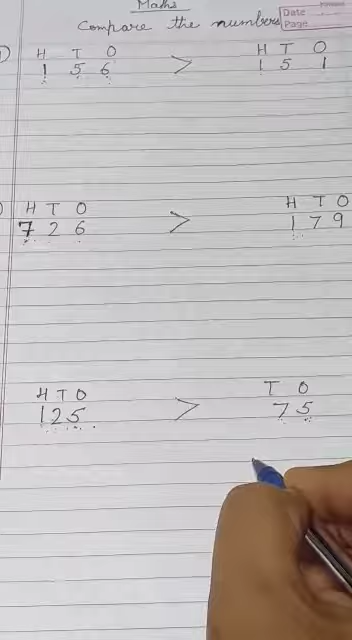 Maths
Compare the numbers
Date
Page
H T O H T O
1 5 6 > 1 5 1
H T O H T O
7 2 6 > 1 7 9
H T O T O
1 2 5 > 7 5